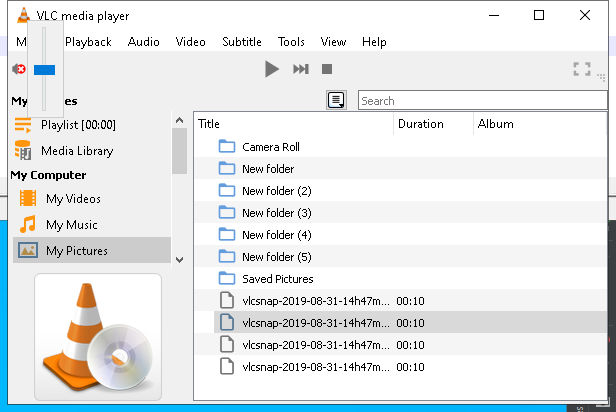 VLC media player
M Playback Audio Video Subtitle Tools View Help
My es
Search
Playlist [00:00]
Media Library
My Computer
My Videos
My Music
My Pictures
Title Duration Album
Camera Roll
New folder
New folder (2)
New folder (3)
New folder (4)
New folder (5)
Saved Pictures
vlcsnap-2019-08-31-14h47m... 00:10
vlcsnap-2019-08-31-14h47m... 00:10
vlcsnap-2019-08-31-14h47m... 00:10
vlcsnap-2019-08-31-14h47m... 00:10